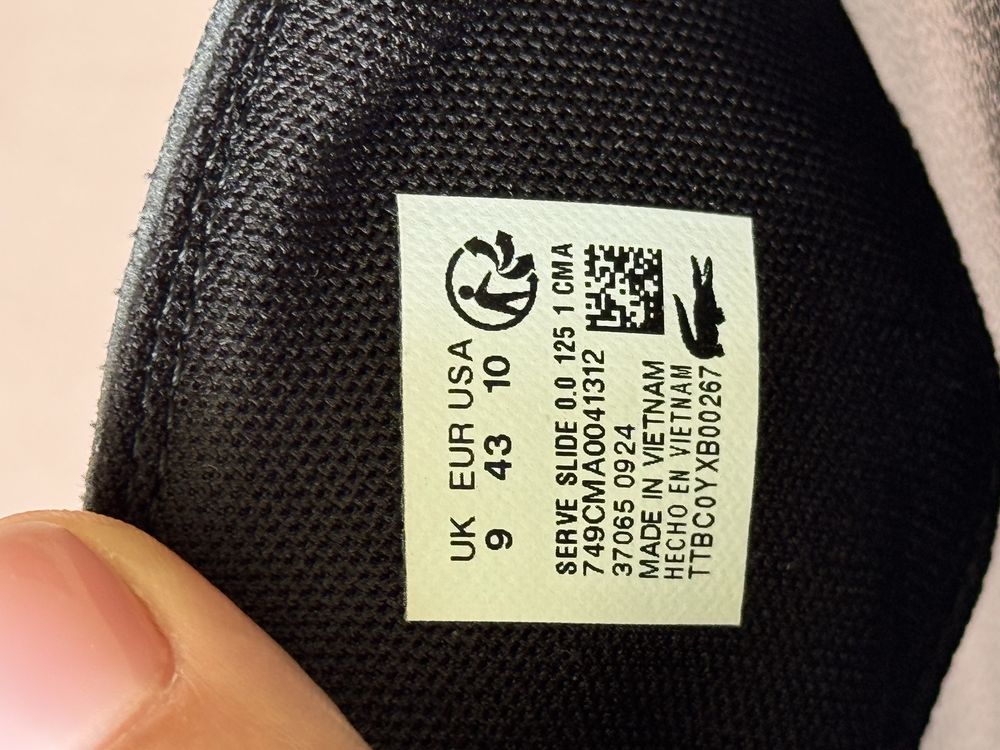 UK EUR USA
9 43 10
SERVE SLIDE 0.0 125 1 CMA
749CMA0041312
37065 0924
MADE IN VIETNAM
HECHO EN VIETNAM
TTBC0YXB00267